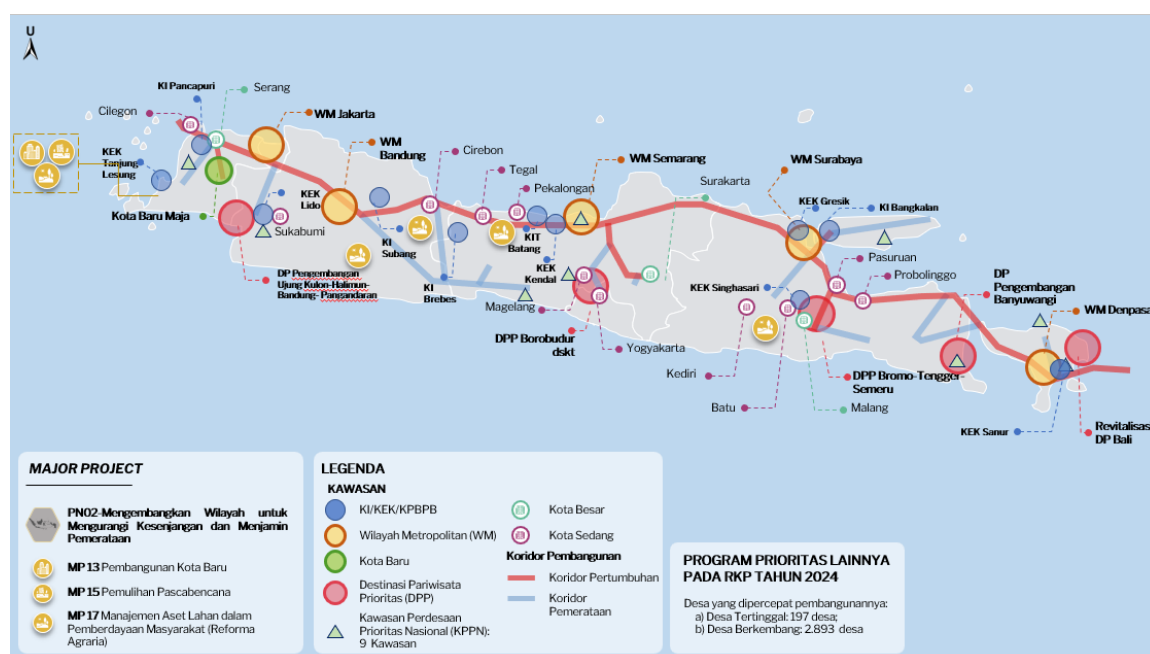 U
KI Pancapuri
Serang
Cilegon
WM Jakarta
KEK
Tanjung
Lesung
WM
Bandung
Cirebon
Tegal
Pekalongan
WM Semarang
Surakarta
WM Surabaya
KEK Gresik
KI Bangkalan
Kota Baru Maja
KEK
Lido
Sukabumi
KI
Subang
KIT
Batang
KEK
Kendal
Pasuruan
Probolinggo
DP
Pengembangan
Banyuwangi
DP Pengembangan
Ujung Kulon-Halimun-
Bandung- Pangandaran
KI
Brebes
Magelang
KEK Singhasari
WM Denpasa
DPP Borobudur
dskt
Yogyakarta
Kediri
DPP Bromo-Tengger-
Semeru
Batu
Malang
KEK Sanur
Revitalisas
DP Bali
MAJOR PROJECT
PN02-Mengembangkan Wilayah untuk
Mengurangi Kesenjangan dan Menjamin
Pemerataan
MP 13 Pembangunan Kota Baru
MP 15 Pemulihan Pascabencana
MP 17 Manajemen Aset Lahan dalam
Pemberdayaan Masyarakat (Reforma
Agraria)
LEGENDA
KAWASAN
KI/KEK/KPBPB
Wilayah Metropolitan (WM)
Kota Baru
Destinasi Pariwisata
Prioritas (DPP)
Kawasan Perdesaan
Prioritas Nasional (KPPN):
9 Kawasan
Kota Besar
Kota Sedang
Koridor Pembangunan
Koridor Pertumbuhan
Koridor
Pemerataan
PROGRAM PRIORITAS LAINNYA
PADA RKP TAHUN 2024
Desa yang dipercepat pembangunannya:
a) Desa Tertinggal: 197 desa;
b) Desa Berkembang: 2.893 desa